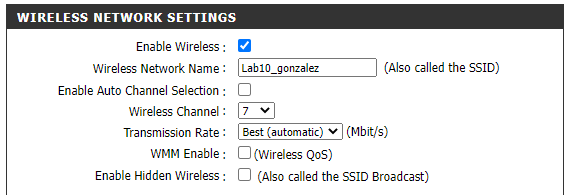 WIRELESS NETWORK SETTINGS
Enable Wireless :
Wireless Network Name : Lab10_gonzalez (Also called the SSID)
Enable Auto Channel Selection :
Wireless Channel : 7
Transmission Rate : Best (automatic) (Mbit/s)
WMM Enable : (Wireless QoS)
Enable Hidden Wireless : (Also called the SSID Broadcast)